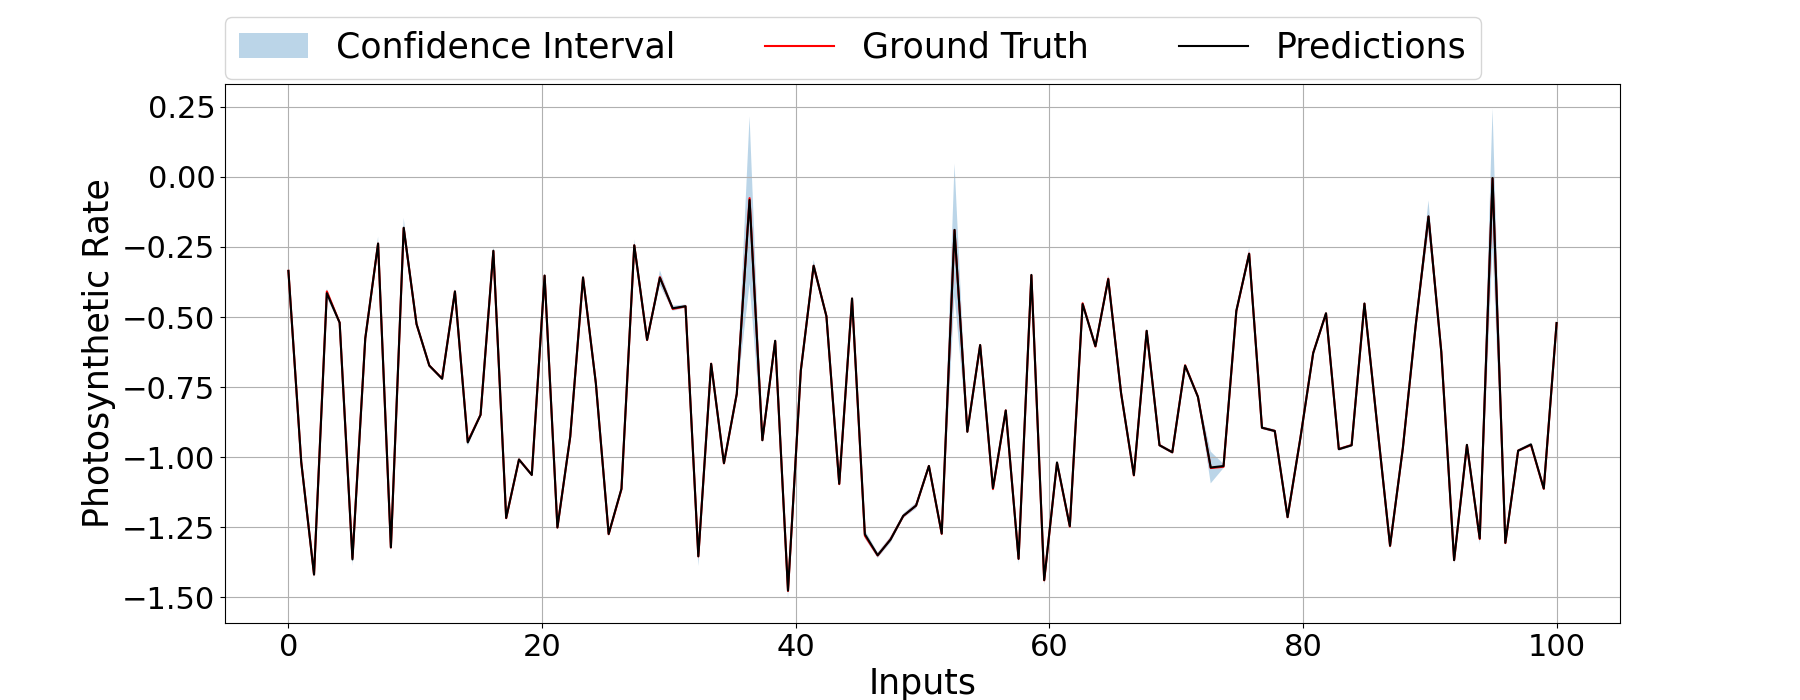 Confidence Interval Ground Truth Predictions
0.25
0.00
−0.25
−0.50
−0.75
−1.00
−1.25
−1.50
Photosynthetic Rate
0 20 40 60 80 100
Inputs